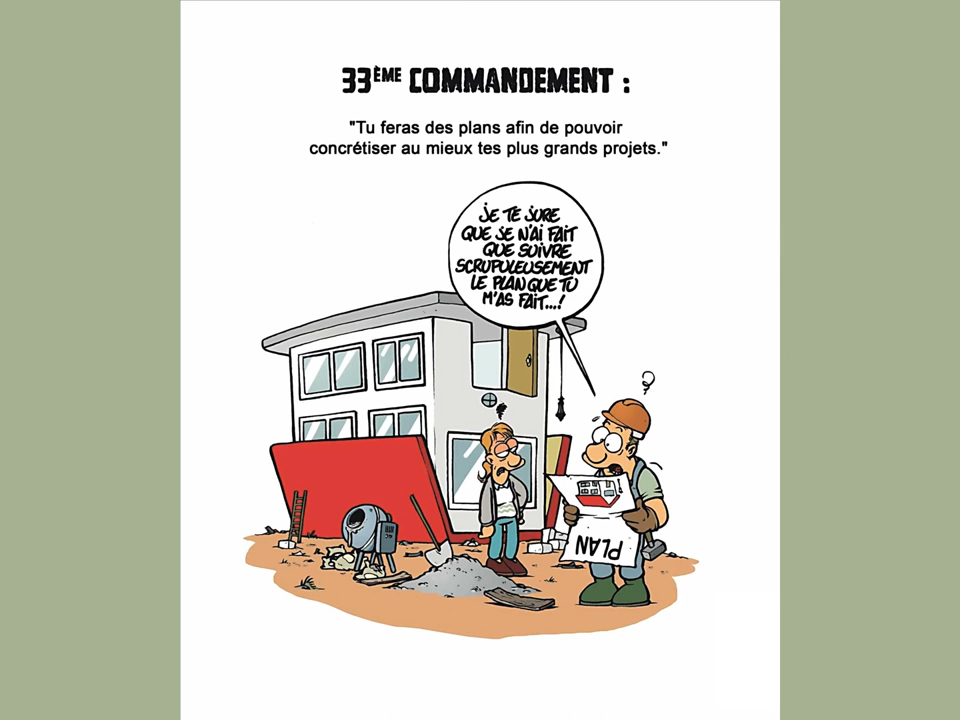 33ÈME COMMANDEMENT :
"Tu feras des plans afin de pouvoir
concrétiser au mieux tes plus grands projets."
JE TE JURE
QUE JE N'AI FAIT
QUE SUIVRE
SCRUPULEUSEMENT
LE PLAN QUE TU
M'AS FAIT...!
PLAN